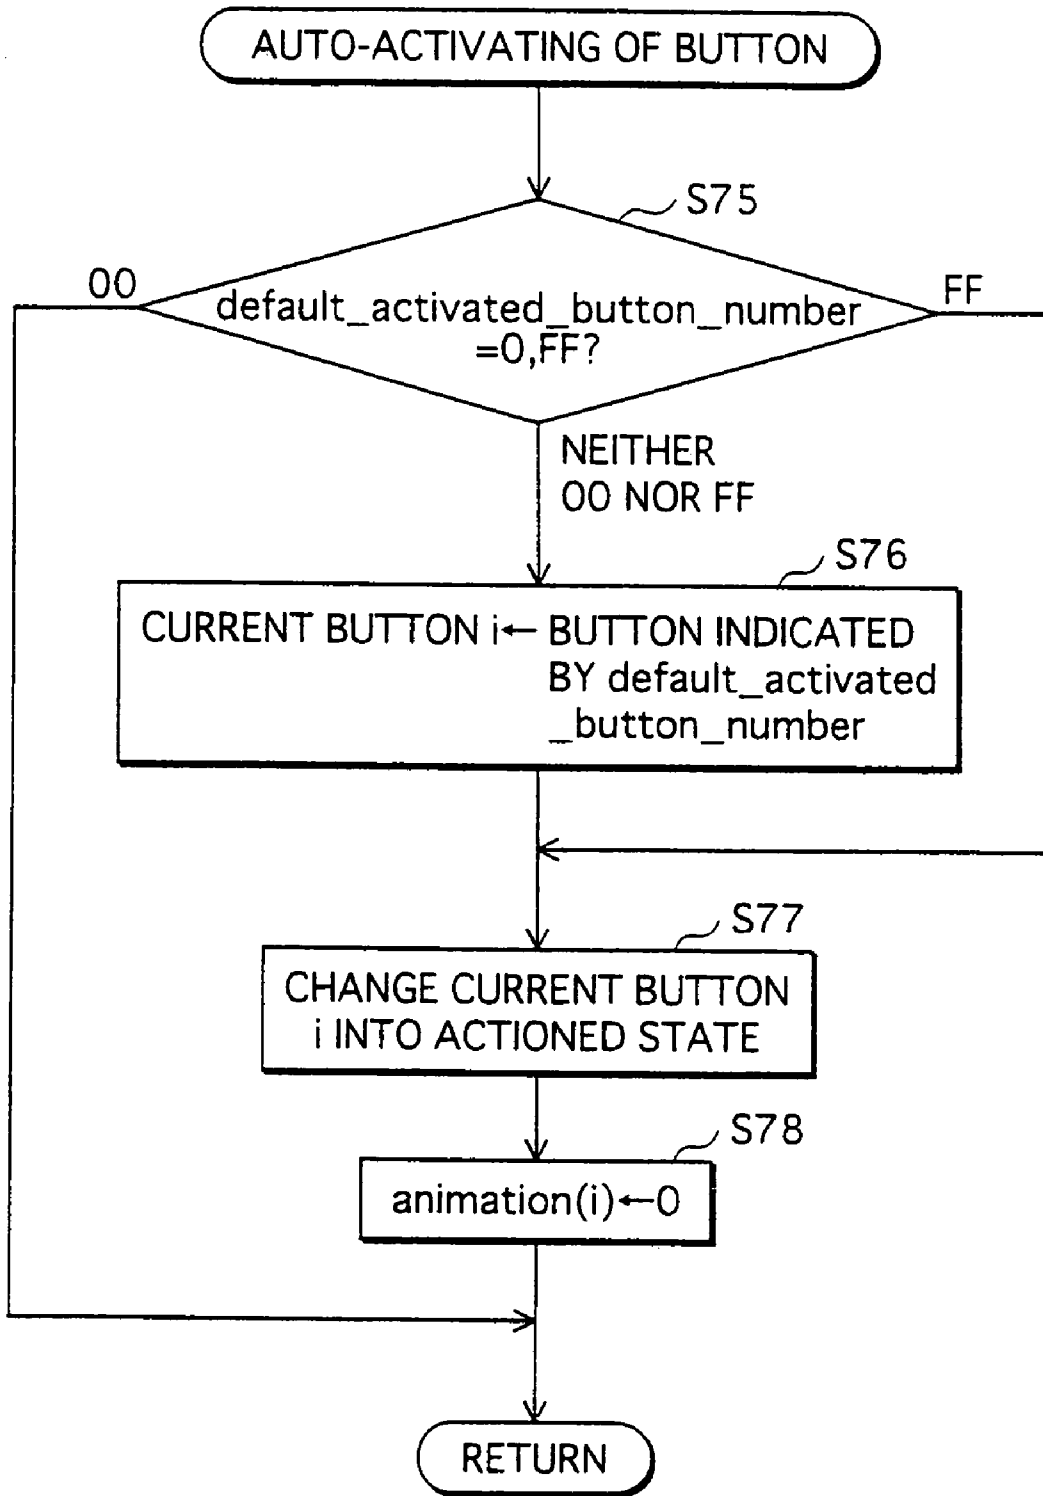 AUTO-ACTIVATING OF BUTTON
S75
00
FF
default_activated_button_number
=0,FF?
NEITHER
00 NOR FF
S76
CURRENT BUTTON i← BUTTON INDICATED
BY default_activated
_button_number
S77
CHANGE CURRENT BUTTON
i INTO ACTIONED STATE
S78
animation(i)←0
RETURN